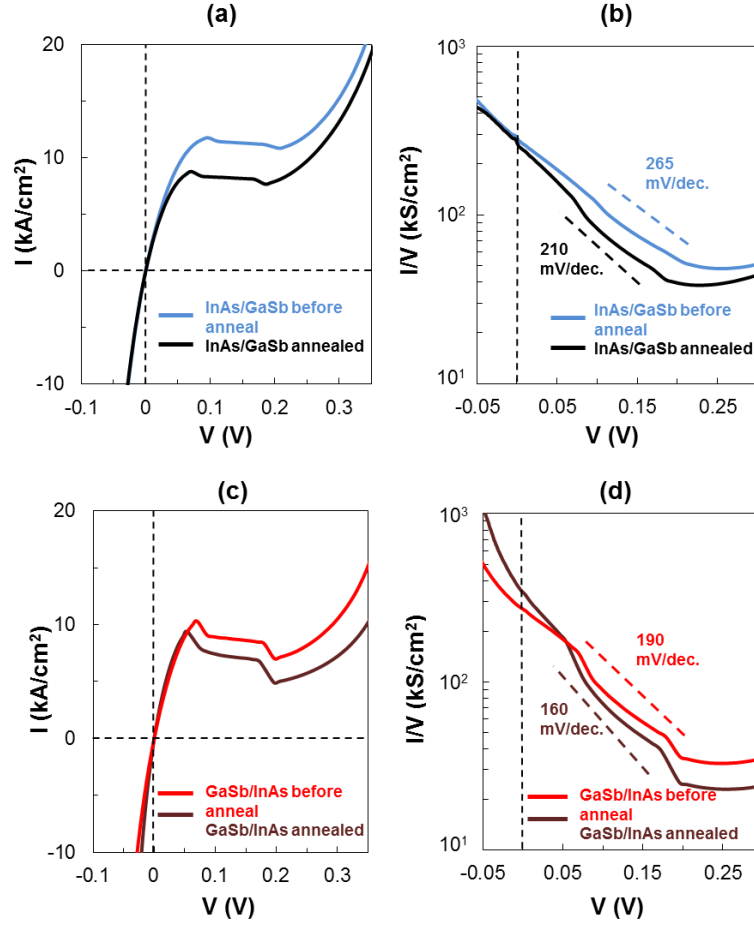 (a)
20
10
0
-10
I (kA/cm²)
InAs/GaSb before
anneal
InAs/GaSb annealed
-0.1
0
0.1
0.2
0.3
V (V)
(b)
10³
10²
10¹
I/V (kS/cm²)
265
mV/dec.
210
mV/dec.
InAs/GaSb before
anneal
InAs/GaSb annealed
-0.05
0.05
0.15
0.25
V (V)
(c)
20
10
0
-10
I (kA/cm²)
GaSb/InAs before
anneal
GaSb/InAs annealed
-0.1
0
0.1
0.2
0.3
V (V)
(d)
10³
10²
10¹
I/V (kS/cm²)
190
mV/dec.
160
mV/dec.
GaSb/InAs before
anneal
GaSb/InAs annealed
-0.05
0.05
0.15
0.25
V (V)